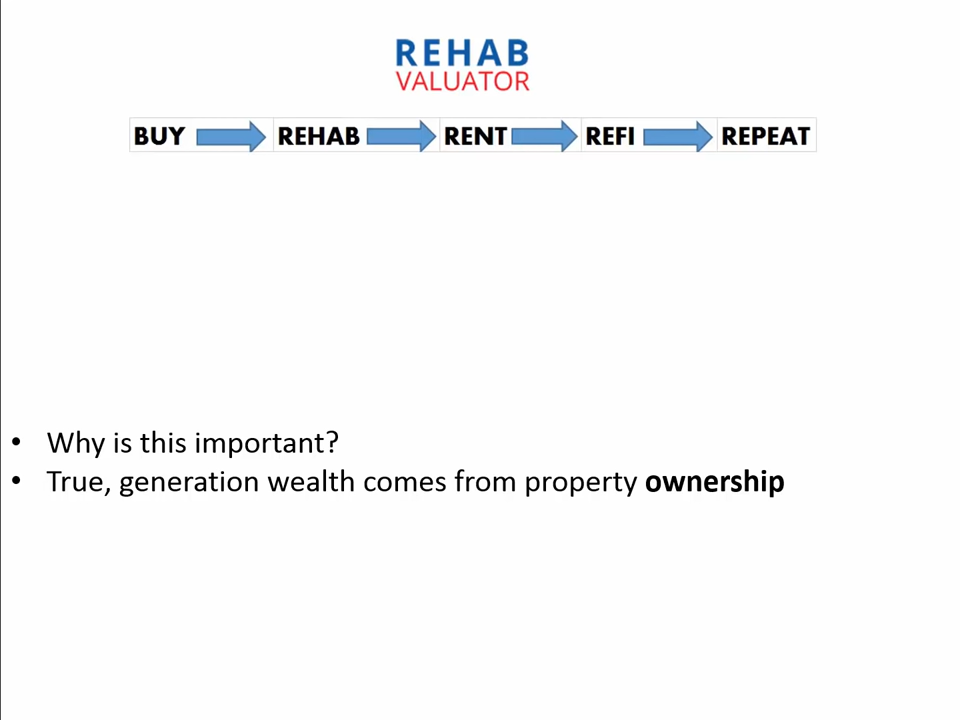 REHAB
VALUATOR
BUY REHAB RENT REFI REPEAT
• Why is this important?
• True, generation wealth comes from property ownership